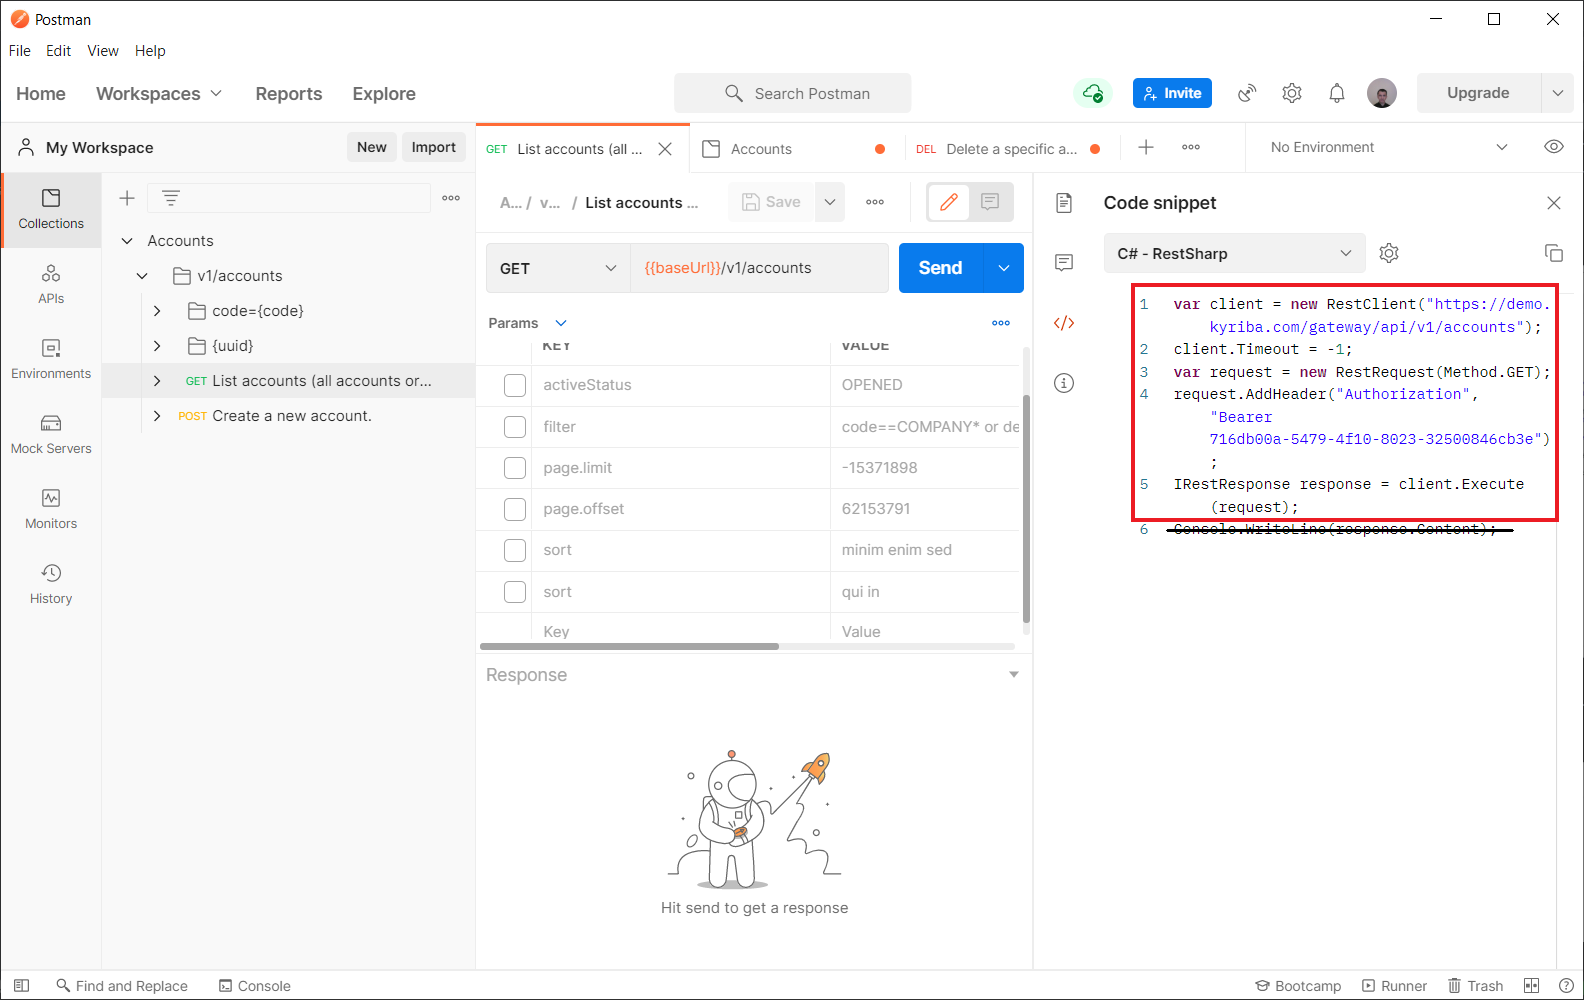 Postman
File Edit View Help
Home Workspaces Reports Explore
Search Postman
Invite
Upgrade
My Workspace
New Import
GET List accounts (all ...
Accounts
DEL Delete a specific a...
No Environment
Collections
APIs
Environments
Mock Servers
Monitors
History
Accounts
v1/accounts
code={code}
{uuid}
GET List accounts (all accounts or...
POST Create a new account.
A... / v... / List accounts ...
Save
GET
{{baseUrl}}/v1/accounts
Send
Params
KEY VALUE
activeStatus OPENED
filter code==COMPANY* or de
page.limit -15371898
page.offset 62153791
sort minim enim sed
sort qui in
Key Value
Response
Hit send to get a response
Code snippet
C# - RestSharp
1 var client = new RestClient("https://demo.
kyriba.com/gateway/api/v1/accounts");
2 client.Timeout = -1;
3 var request = new RestRequest(Method.GET);
4 request.AddHeader("Authorization",
"Bearer
716db00a-5479-4f10-8023-32500846cb3e")
;
5 IRestResponse response = client.Execute
(request);
6 Console.WriteLine(response.Content);
Find and Replace
Console
Bootcamp
Runner
Trash